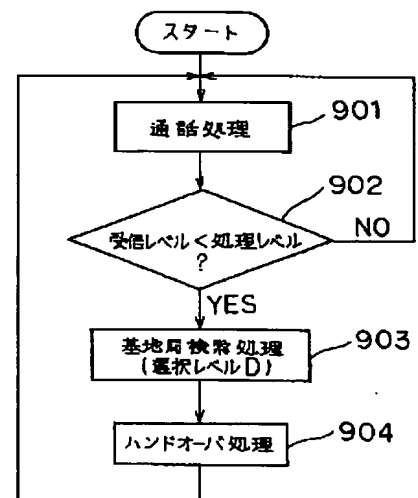 スタート
通話処理
901
902
受信レベル<処理レベル
?
NO
YES
基地局検索処理
(選択レベルD)
903
ハンドオーバ処理
904